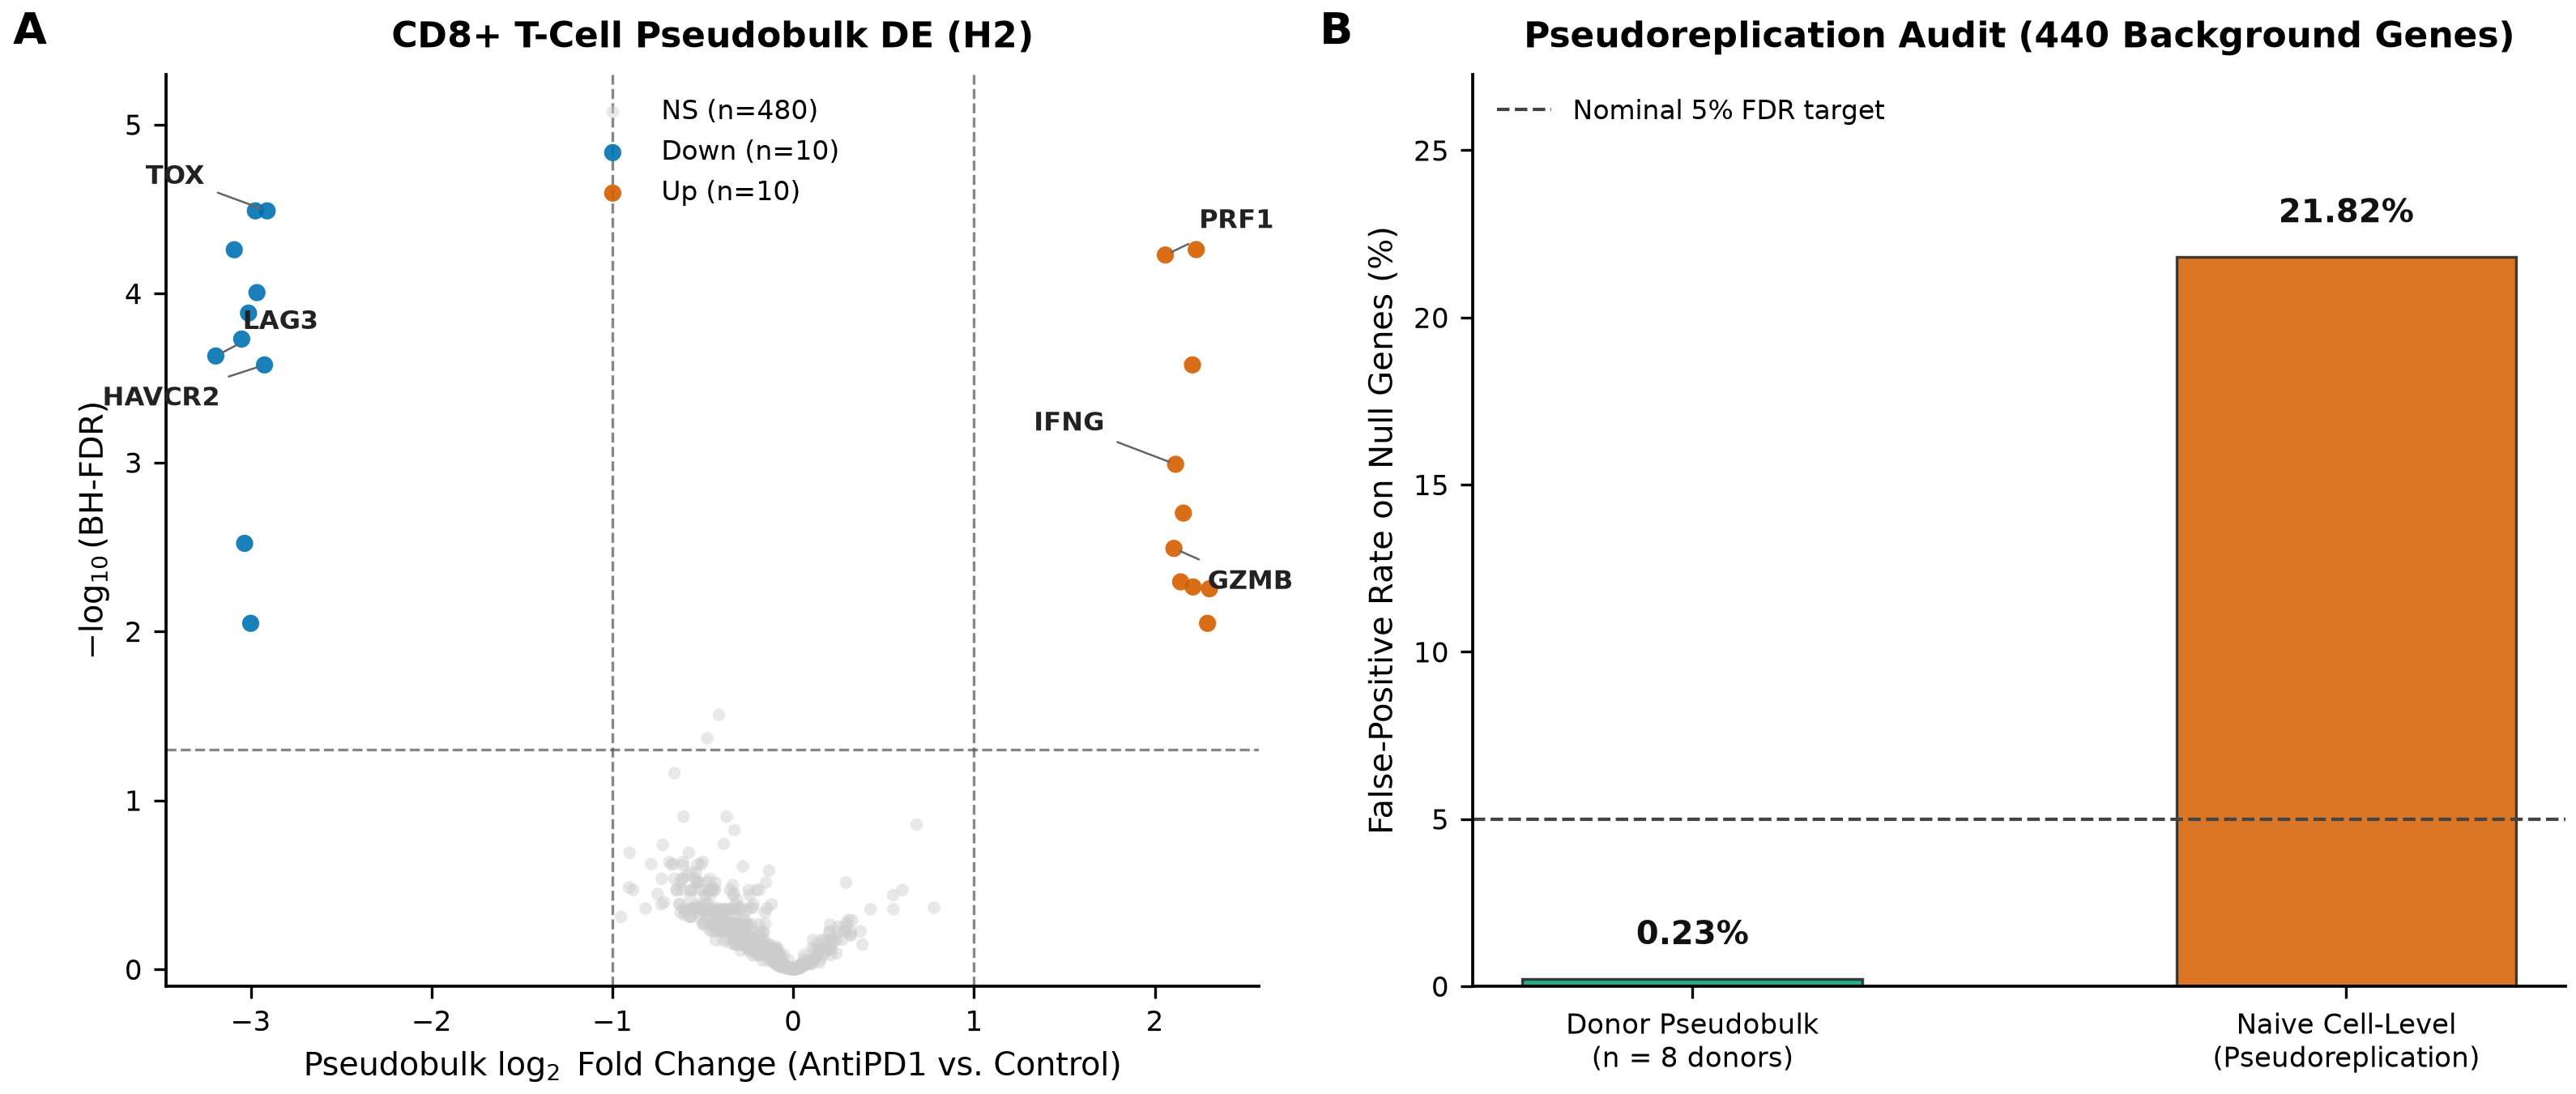 A
CD8+ T-Cell Pseudobulk DE (H2)
NS (n=480)
Down (n=10)
Up (n=10)
TOX
LAG3
HAVCR2
PRF1
IFNG
GZMB
−log10(BH-FDR)
5
4
3
2
1
0
−3
−2
−1
0
1
2
Pseudobulk log2 Fold Change (AntiPD1 vs. Control)
B
Pseudoreplication Audit (440 Background Genes)
Nominal 5% FDR target
False-Positive Rate on Null Genes (%)
25
20
15
10
5
0
0.23%
21.82%
Donor Pseudobulk
(n = 8 donors)
Naive Cell-Level
(Pseudoreplication)